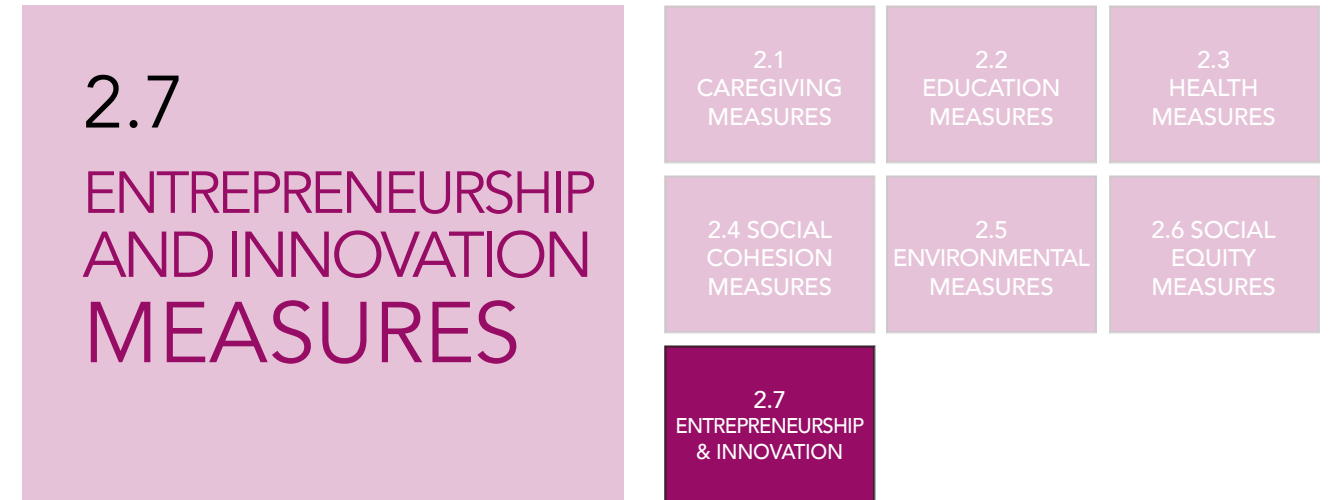 2.7
ENTREPRENEURSHIP
AND INNOVATION
MEASURES
2.1
CAREGIVING
MEASURES
2.2
EDUCATION
MEASURES
2.3
HEALTH
MEASURES
2.4 SOCIAL
COHESION
MEASURES
2.5
ENVIRONMENTAL
MEASURES
2.6 SOCIAL
EQUITY
MEASURES
2.7
ENTREPRENEURSHIP
& INNOVATION